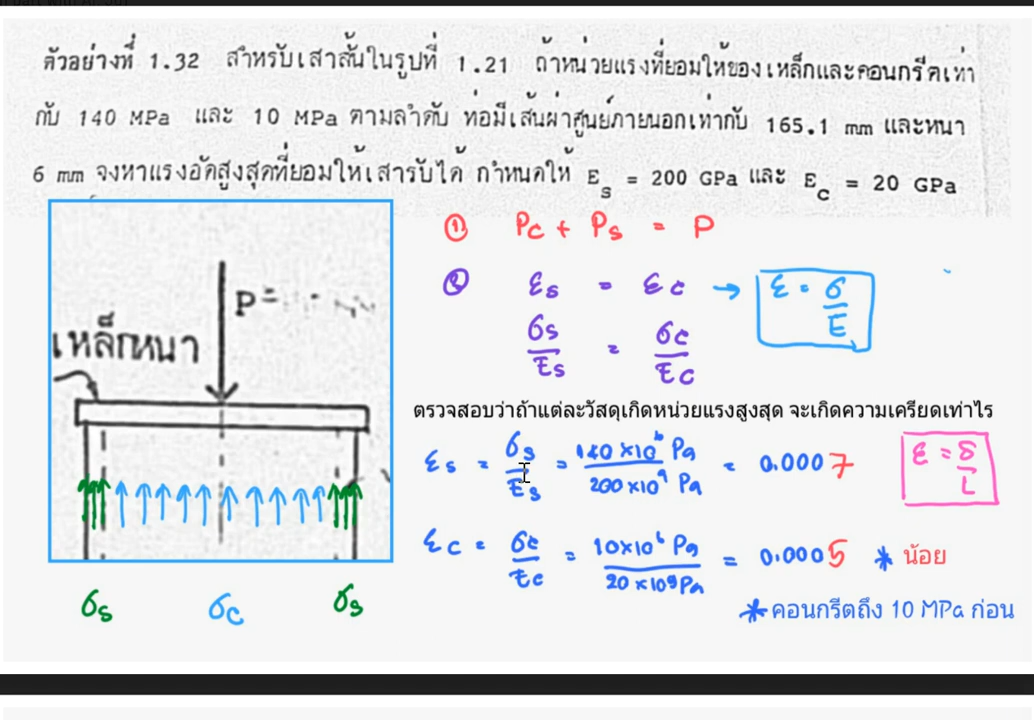 ตัวอย่างที่ 1.32 สำหรับเสาสั้นในรูปที่ 1.21 ถ้าหน่วยแรงที่ยอมให้ของเหล็กและคอนกรีตเท่า
กับ 140 MPa และ 10 MPa ตามลำดับ ท่อมีเส้นผ่าศูนย์ภายนอกเท่ากับ 165.1 mm และหนา
6 mm จงหาแรงอัดสูงสุดที่ยอมให้เสารับได้ กำหนดให้ E_s = 200 GPa และ E_c = 20 GPa
P =
เหล็กหนา
σs σc σs
① Pc + Ps = P
② εs = εc → ε = σ/E
σs/Es = σc/Ec
ตรวจสอบว่าถ้าแต่ละวัสดุเกิดหน่วยแรงสูงสุด จะเกิดความเครียดเท่าไร
εs = σs/Es = 140 ×10⁶ Pa / 200 ×10⁹ Pa = 0.0007
ε = δ/L
εc = σc/Ec = 10×10⁶ Pa / 20 ×10⁹ Pa = 0.0005 * น้อย
* คอนกรีตถึง 10 MPa ก่อน